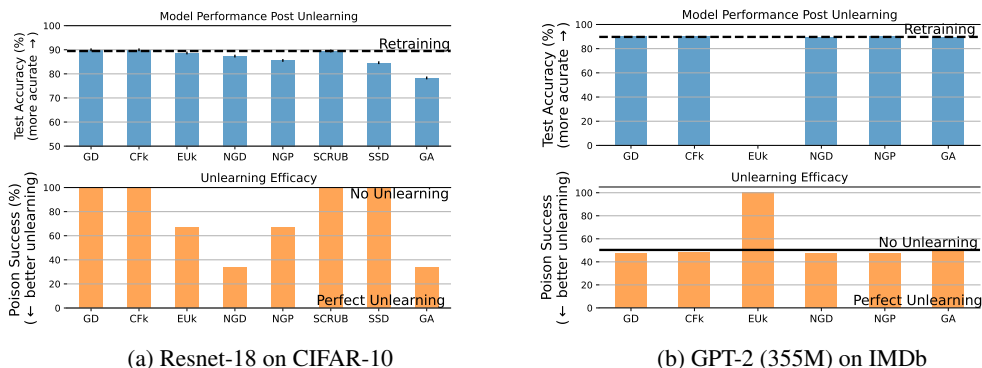 Model Performance Post Unlearning
Test Accuracy (%)
(more acurate →)
100
90
80
70
60
50
Retraining
GD CFk EUk NGD NGP SCRUB SSD GA
Unlearning Efficacy
Poison Success (%)
(← better unlearning)
100
80
60
40
20
0
No Unlearning
Perfect Unlearning
GD CFk EUk NGD NGP SCRUB SSD GA
(a) Resnet-18 on CIFAR-10
Model Performance Post Unlearning
Test Accuracy (%)
(more acurate →)
100
80
60
40
20
0
Retraining
GD CFk EUk NGD NGP GA
Unlearning Efficacy
Poison Success (%)
(← better unlearning)
100
80
60
40
20
0
No Unlearning
Perfect Unlearning
GD CFk EUk NGD NGP GA
(b) GPT-2 (355M) on IMDb